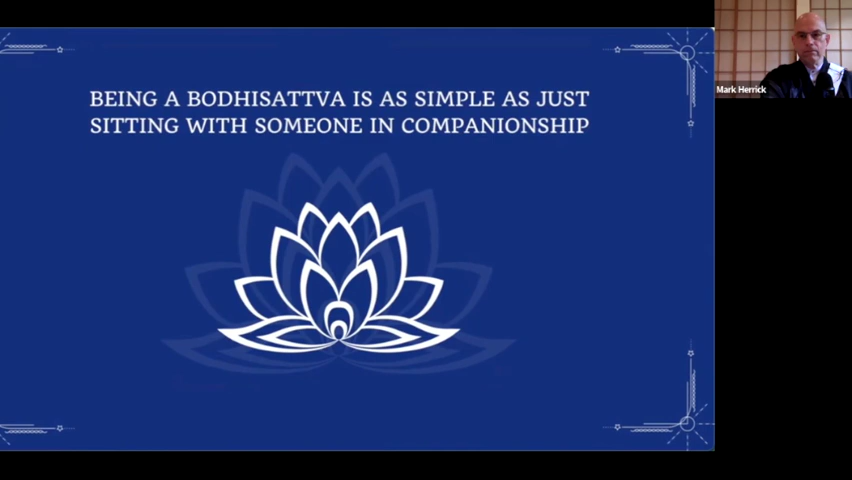 BEING A BODHISATTVA IS AS SIMPLE AS JUST
SITTING WITH SOMEONE IN COMPANIONSHIP
Mark Herrick